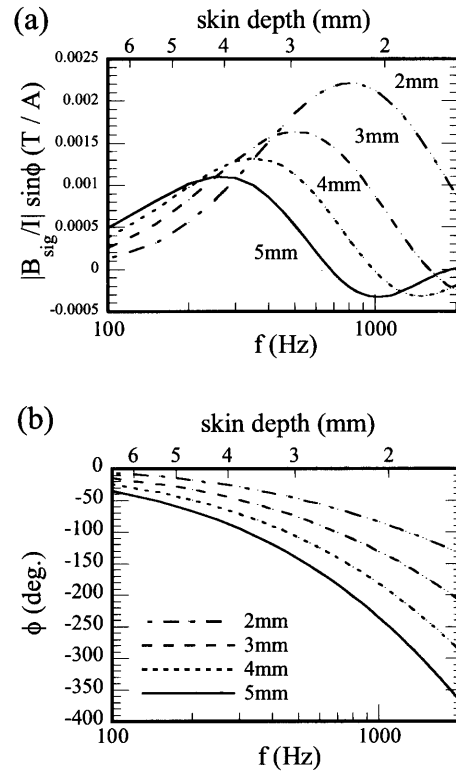 (a)
skin depth (mm)
6 5 4 3 2
0.0025
0.002
0.0015
0.001
0.0005
0
-0.0005
|B_sig/I| sinϕ (T / A)
2mm
3mm
4mm
5mm
100 1000
f (Hz)
(b)
skin depth (mm)
6 5 4 3 2
0
-50
-100
-150
-200
-250
-300
-350
-400
ϕ (deg.)
2mm
3mm
4mm
5mm
100 1000
f (Hz)